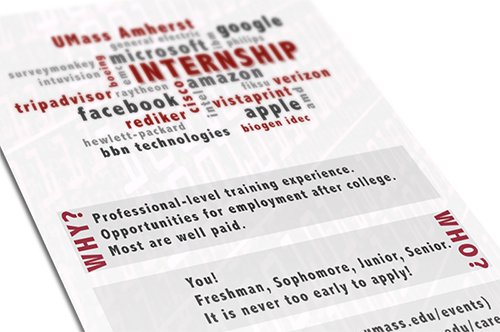 UMass Amherst
general electric
google
microsoft
ibm
philips
surveymonkey
boeing
emc
INTERNSHIP
intuvision
raytheon
cisco
amazon
tripadvisor
intel
fiksu
verizon
facebook
vistaprint
rediker
apple
amd
hewlett-packard
biogen idec
bbn technologies
WHY?
Professional-level training experience.
Opportunities for employment after college.
Most are well paid.
WHO?
You!
Freshman, Sophomore, Junior, Senior.
It is never too early to apply!
umass.edu/events)